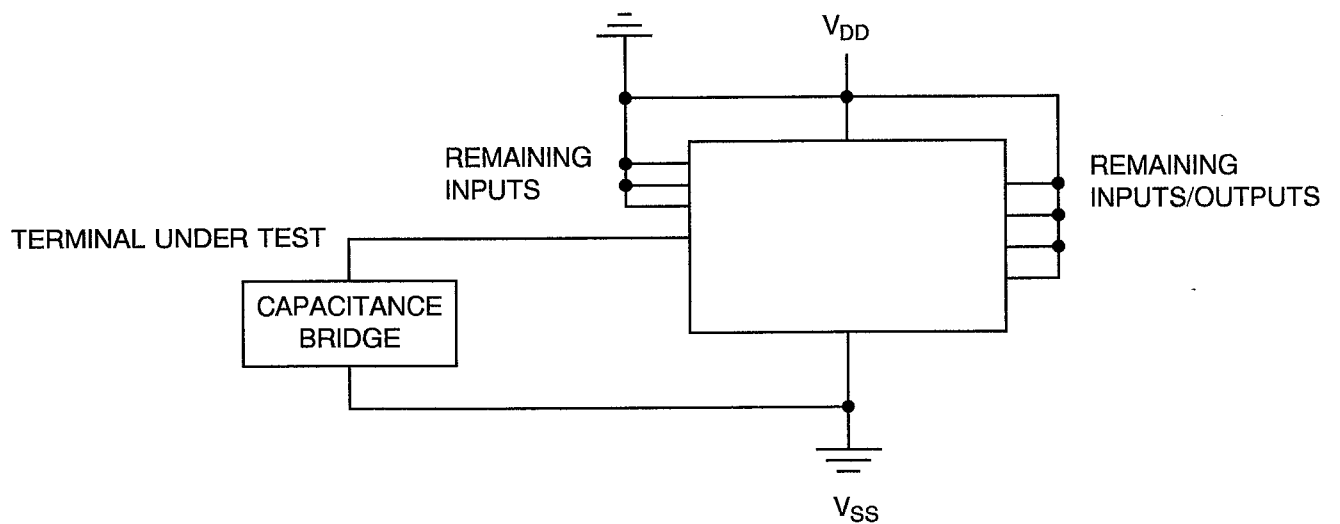 V_DD
REMAINING
INPUTS
REMAINING
INPUTS/OUTPUTS
TERMINAL UNDER TEST
CAPACITANCE
BRIDGE
V_SS